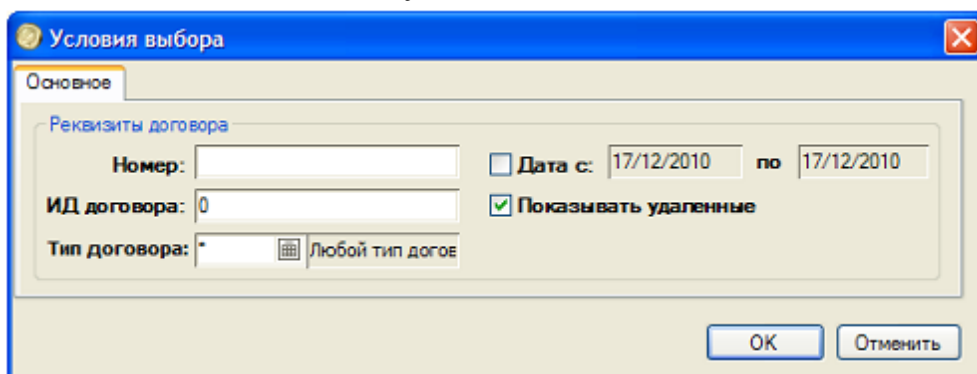 Условия выбора
Основное
Реквизиты договора
Номер: Дата с: 17/12/2010 по 17/12/2010
ИД договора: 0 Показывать удаленные
Тип договора: * Любой тип догов
OK Отменить